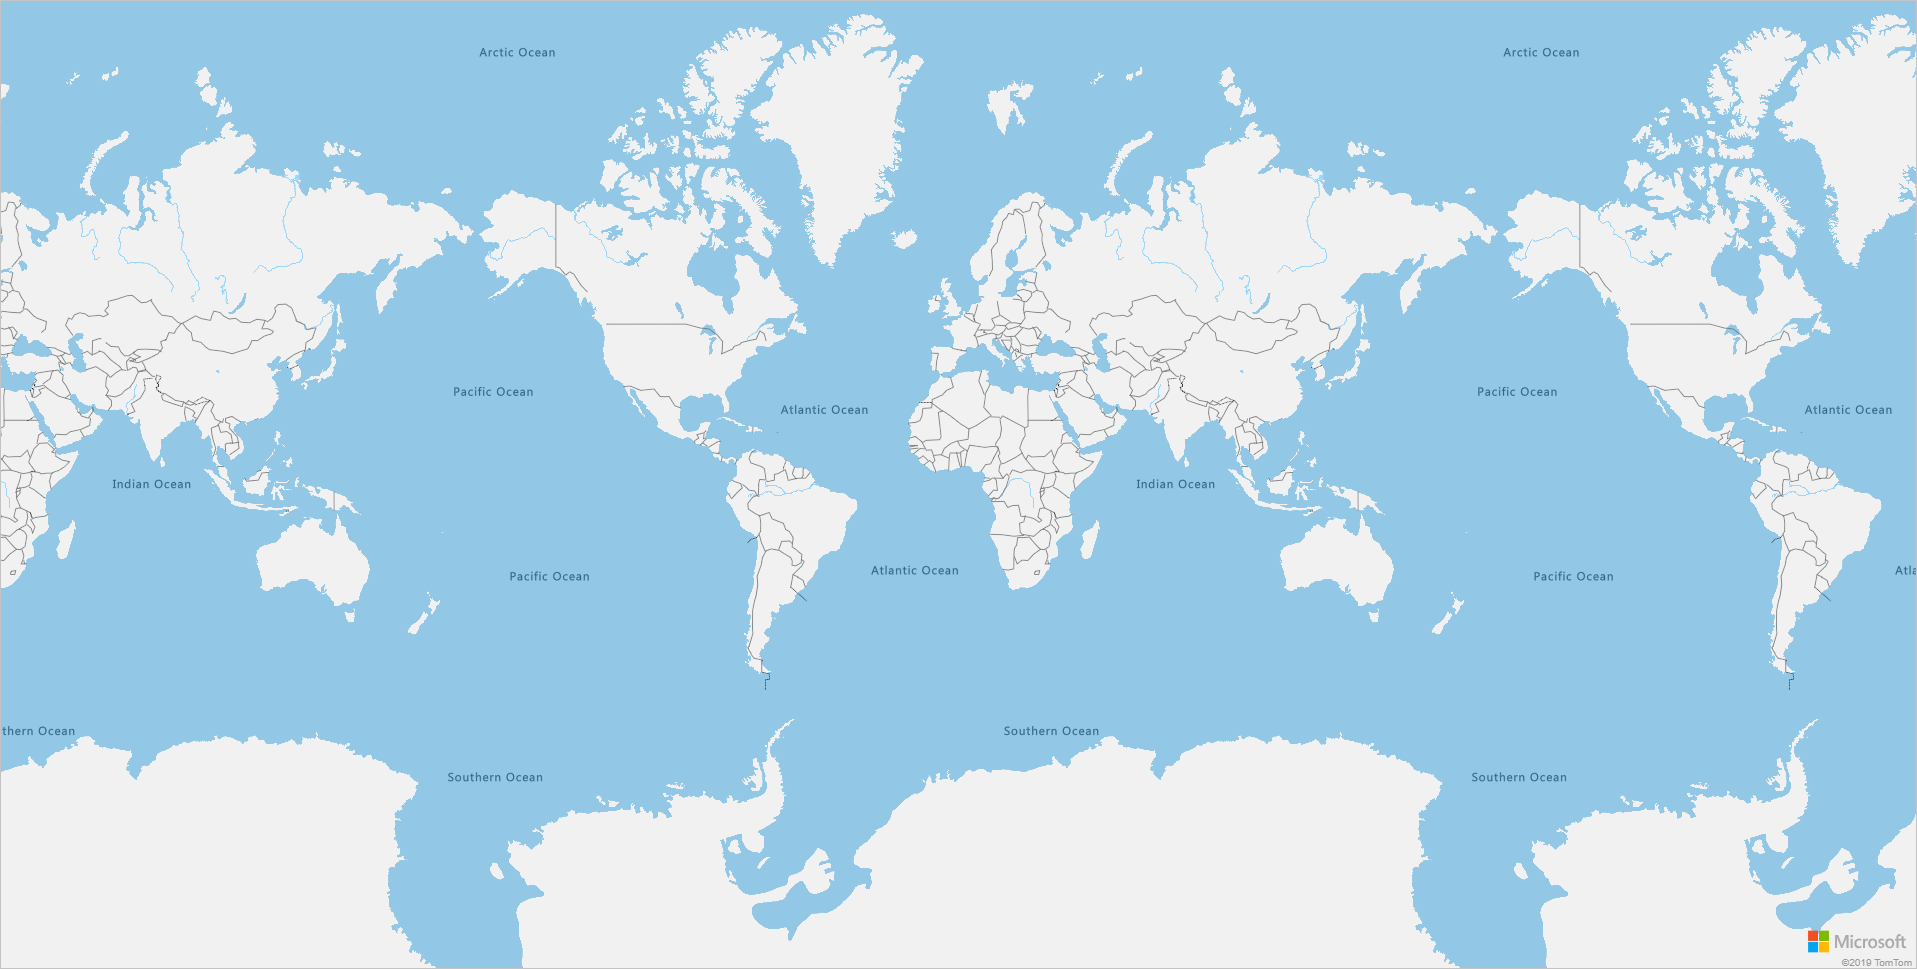 Arctic Ocean
Arctic Ocean
Pacific Ocean
Pacific Ocean
Atlantic Ocean
Atlantic Ocean
Indian Ocean
Indian Ocean
Atlantic Ocean
Atla
Pacific Ocean
Pacific Ocean
thern Ocean
Southern Ocean
Southern Ocean
Southern Ocean
Microsoft
©2019 TomTom